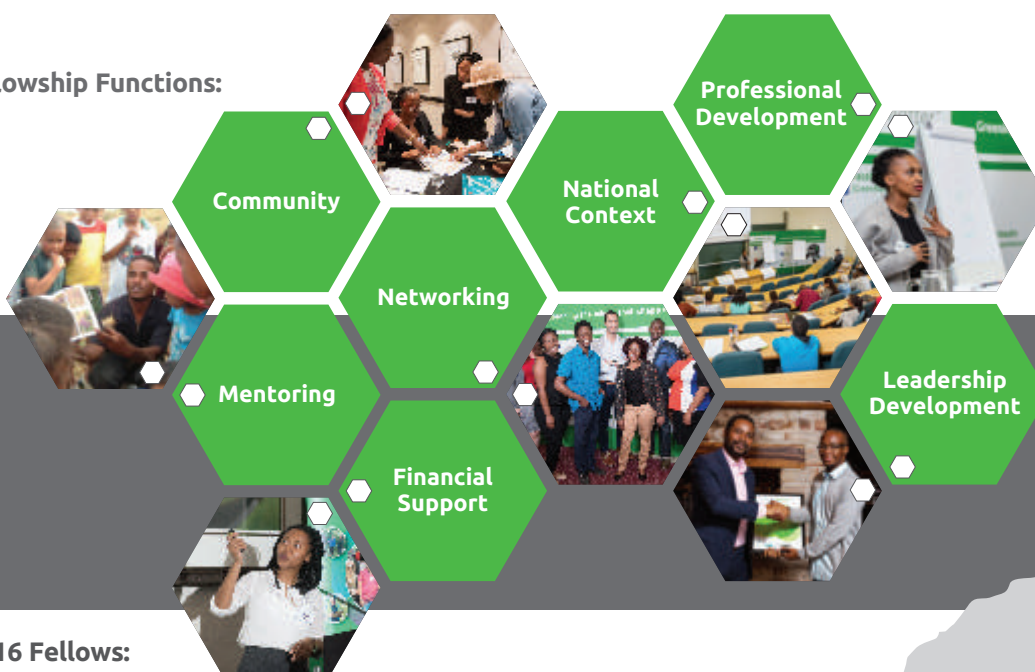 lowship Functions:
Professional
Development
Community
National
Context
Networking
Mentoring
Leadership
Development
Financial
Support
16 Fellows: